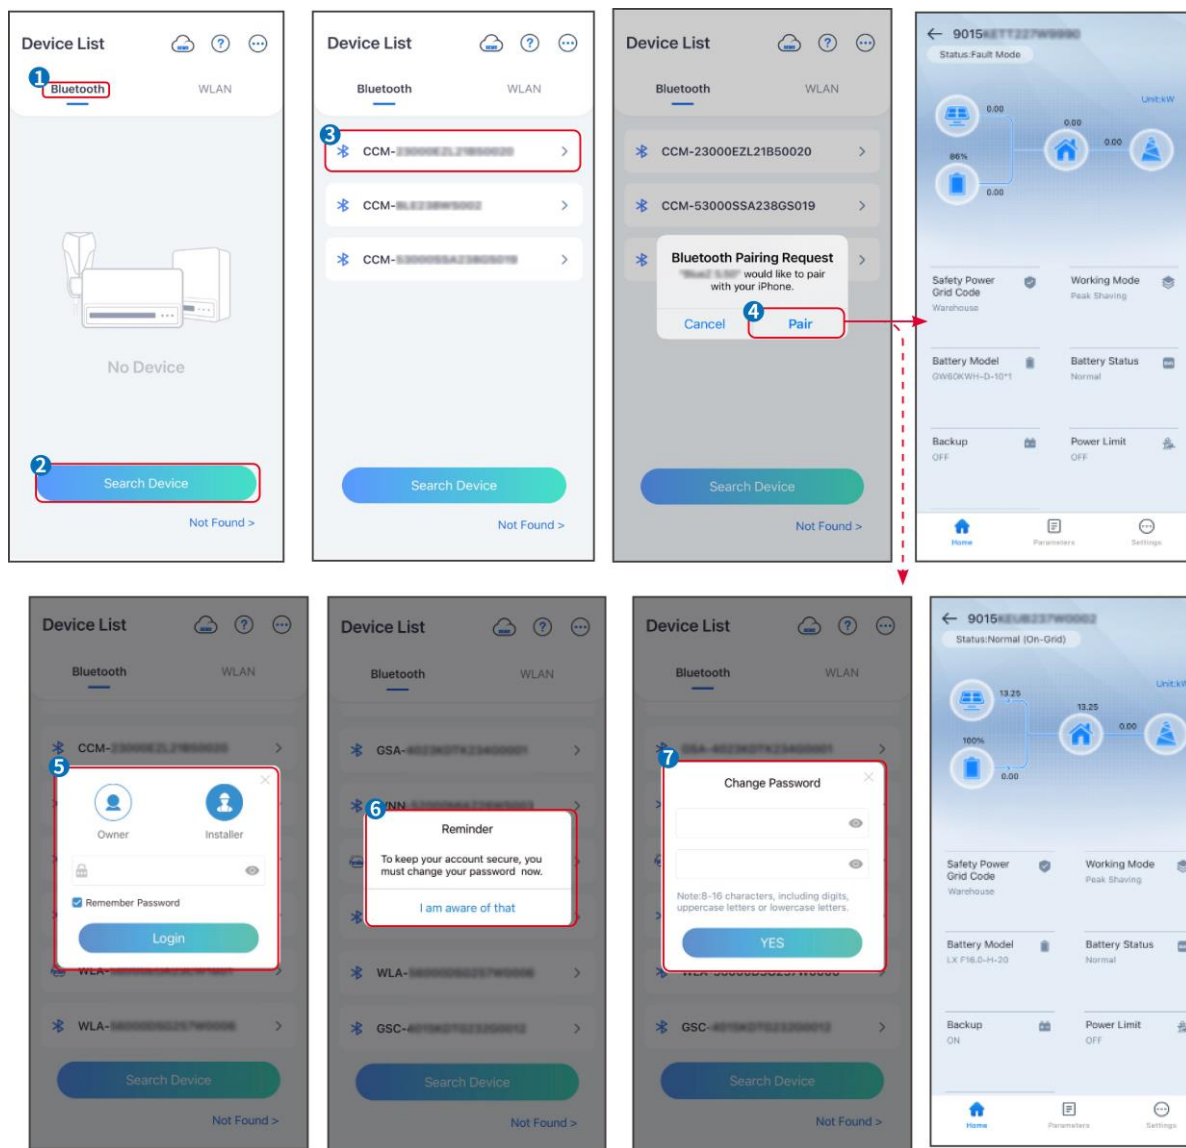 Device List
1
Bluetooth
WLAN
No Device
2
Search Device
Not Found >
Device List
Bluetooth
WLAN
3
CCM-
CCM-
CCM-
Search Device
Not Found >
Device List
Bluetooth
WLAN
CCM-23000EZL21B50020
CCM-53000SSA238GS019
Bluetooth Pairing Request
would like to pair
with your iPhone.
4
Cancel
Pair
Search Device
Not Found >
9015
Status:Fault Mode
Unit:kW
0.00
0.00
0.00
86%
0.00
Safety Power
Grid Code
Warehouse
Working Mode
Peak Shaving
Battery Model
GW60KWH-D-10*1
Battery Status
Normal
Backup
OFF
Power Limit
OFF
Home
Parameters
Settings
Device List
Bluetooth
WLAN
CCM-
5
Owner
Installer
Remember Password
Login
WLA-
WLA-
Search Device
Not Found >
Device List
Bluetooth
WLAN
GSA-
6
Reminder
To keep your account secure, you
must change your password now.
I am aware of that
WLA-
GSC-
Search Device
Not Found >
Device List
Bluetooth
WLAN
7
Change Password
Note:8-16 characters, including digits,
uppercase letters or lowercase letters.
YES
GSC-
Search Device
Not Found >
9015
Status:Normal (On-Grid)
Unit:kW
13.25
13.25
0.00
100%
0.00
Safety Power
Grid Code
Warehouse
Working Mode
Peak Shaving
Battery Model
LX F16.0-H-20
Battery Status
Normal
Backup
ON
Power Limit
OFF
Home
Parameters
Settings